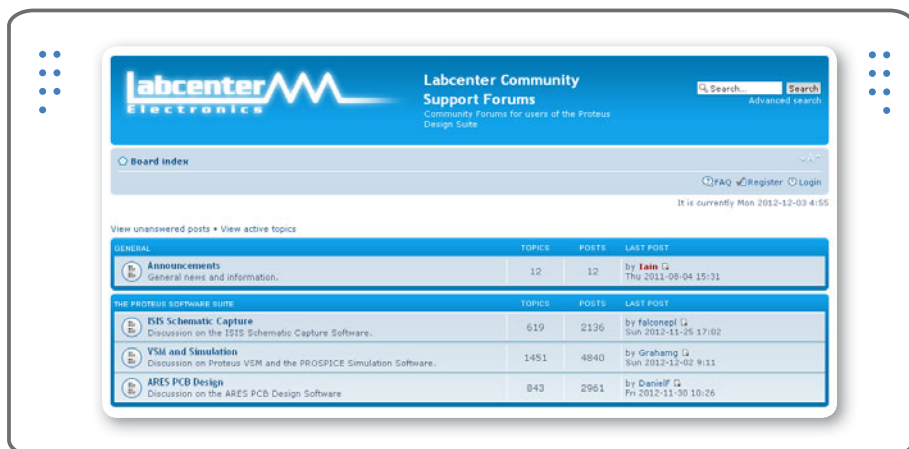 Labcenter
Electronics
Labcenter Community
Support Forums
Community Forums for users of the Proteus
Design Suite
Search... Search
Advanced search
Board index
FAQ Register Login
It is currently Mon 2012-12-03 4:55
View unanswered posts • View active topics
GENERAL TOPICS POSTS LAST POST
Announcements
General news and information.
12 12
by Iain
Thu 2011-08-04 15:31
THE PROTEUS SOFTWARE SUITE TOPICS POSTS LAST POST
ISIS Schematic Capture
Discussion on the ISIS Schematic Capture Software.
619 2136
by falconepl
Sun 2012-11-25 17:02
VSM and Simulation
Discussion on Proteus VSM and the PROSPICE Simulation Software.
1451 4840
by Grahamg
Sun 2012-12-02 9:11
ARES PCB Design
Discussion on the ARES PCB Design Software
843 2961
by DanielF
Fri 2012-11-30 10:26